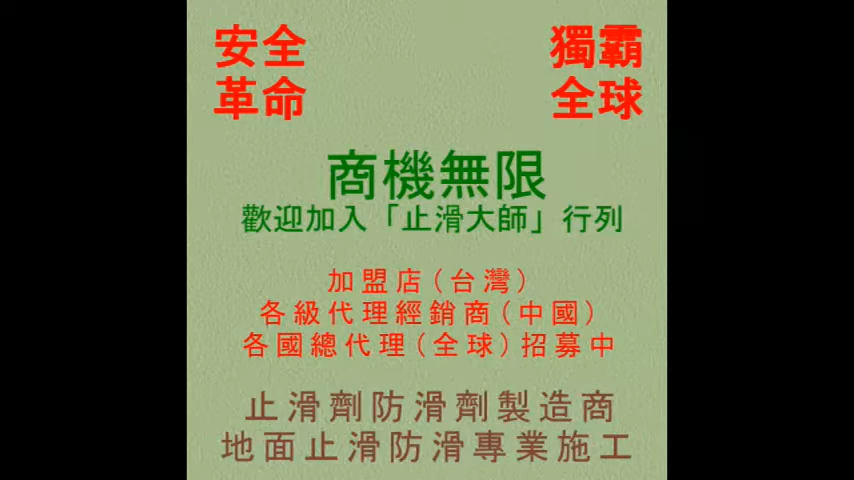 安全
革命
獨霸
全球
商機無限
歡迎加入「止滑大師」行列
加盟店(台灣)
各級代理經銷商(中國)
各國總代理(全球)招募中
止滑劑防滑劑製造商
地面止滑防滑專業施工